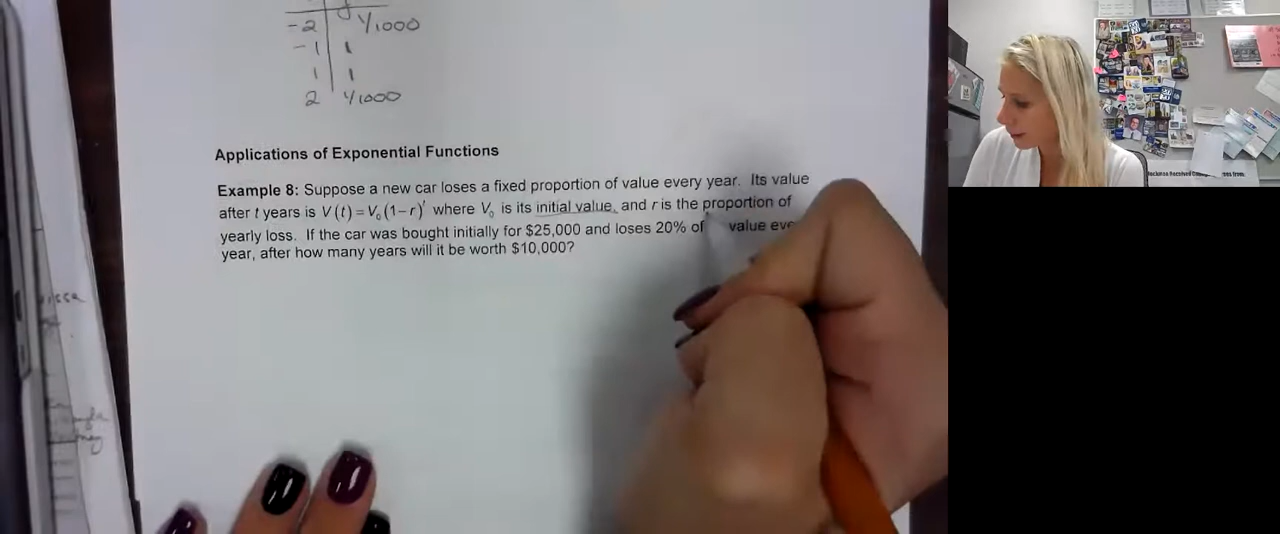 y
-2 1/1000
-1 1
1 1
2 1/1000
Applications of Exponential Functions
Example 8: Suppose a new car loses a fixed proportion of value every year. Its value
after t years is V(t)=V₀(1−r)ᵗ where V₀ is its initial value, and r is the proportion of
yearly loss. If the car was bought initially for $25,000 and loses 20% of value
year, after how many years will it be worth $10,000?